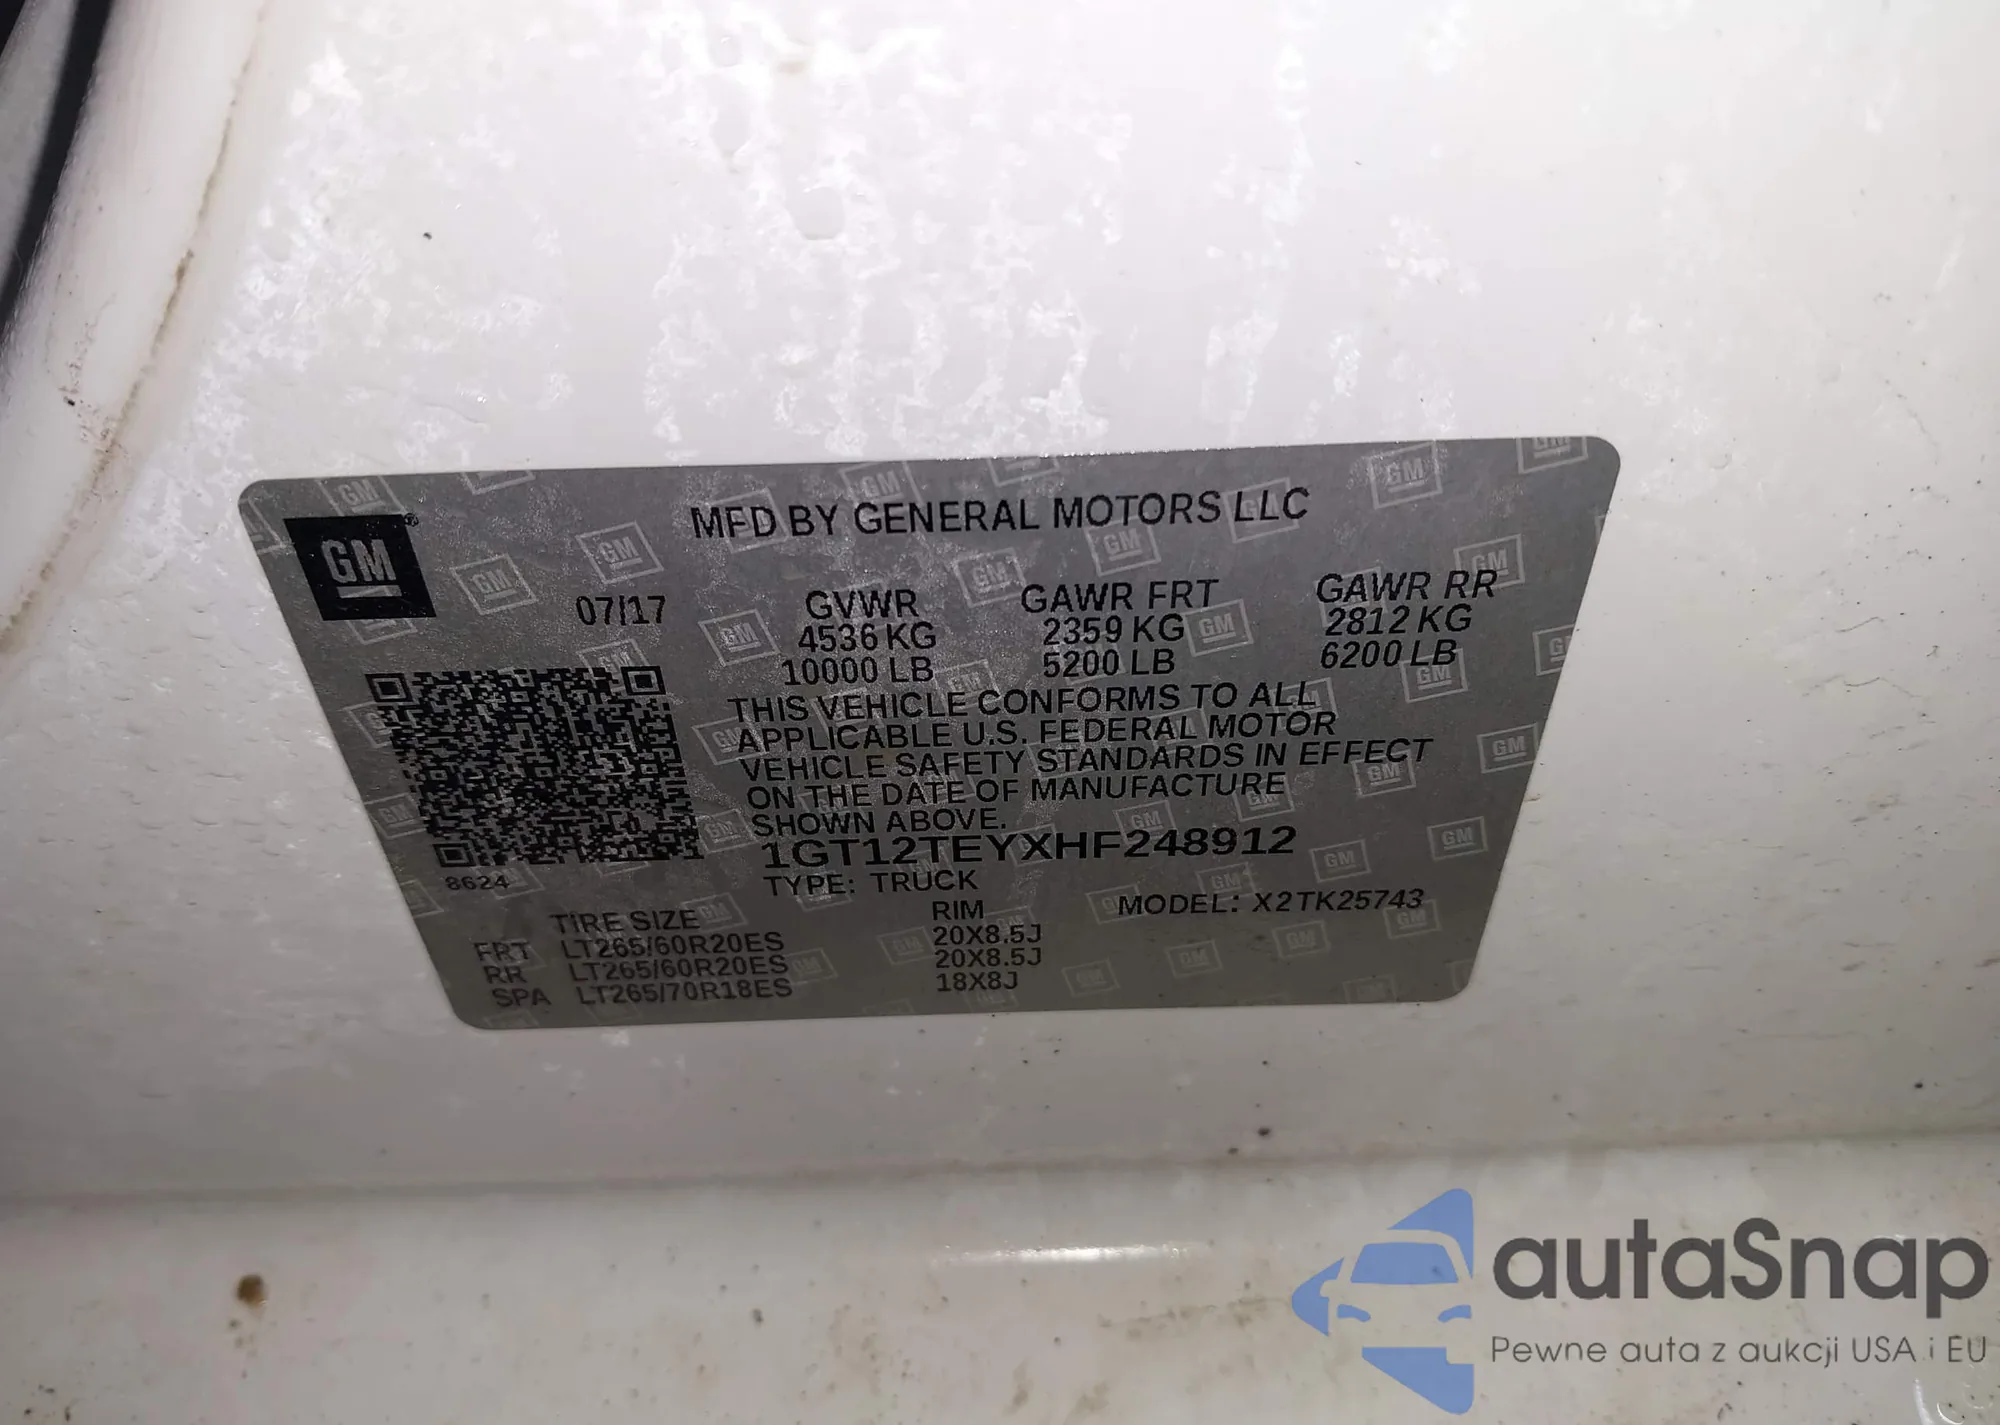 MFD BY GENERAL MOTORS LLC
GM
07/17
GVWR GAWR FRT GAWR RR
4536 KG 2359 KG 2812 KG
10000 LB 5200 LB 6200 LB
THIS VEHICLE CONFORMS TO ALL
APPLICABLE U.S. FEDERAL MOTOR
VEHICLE SAFETY STANDARDS IN EFFECT
ON THE DATE OF MANUFACTURE
SHOWN ABOVE.
1GT12TEYXHF248912
8624
TYPE: TRUCK
MODEL: X2TK25743
TIRE SIZE RIM
FRT LT265/60R20ES 20X8.5J
RR LT265/60R20ES 20X8.5J
SPA LT265/70R18ES 18X8J
autaSnap
Pewne auta z aukcji USA i EU